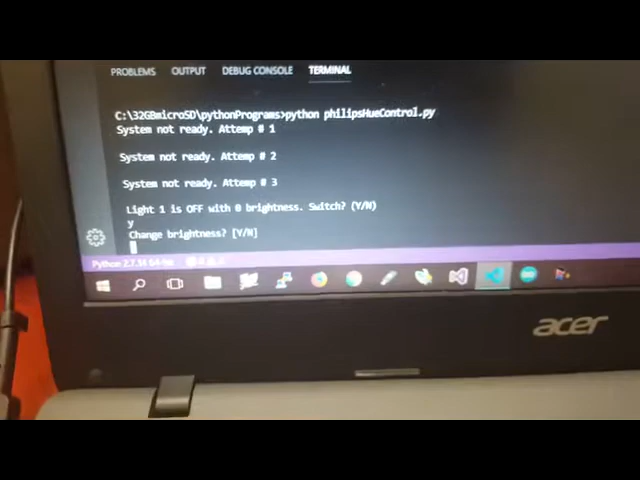 PROBLEMS OUTPUT DEBUG CONSOLE TERMINAL
C:\32GBmicroSD\pythonPrograms>python philipsHueControl.py
System not ready. Attemp # 1
System not ready. Attemp # 2
System not ready. Attemp # 3
Light 1 is OFF with 0 brightness. Switch? (Y/N)
y
Change brightness? [Y/N]
Python 2.7.14 64-bit
acer